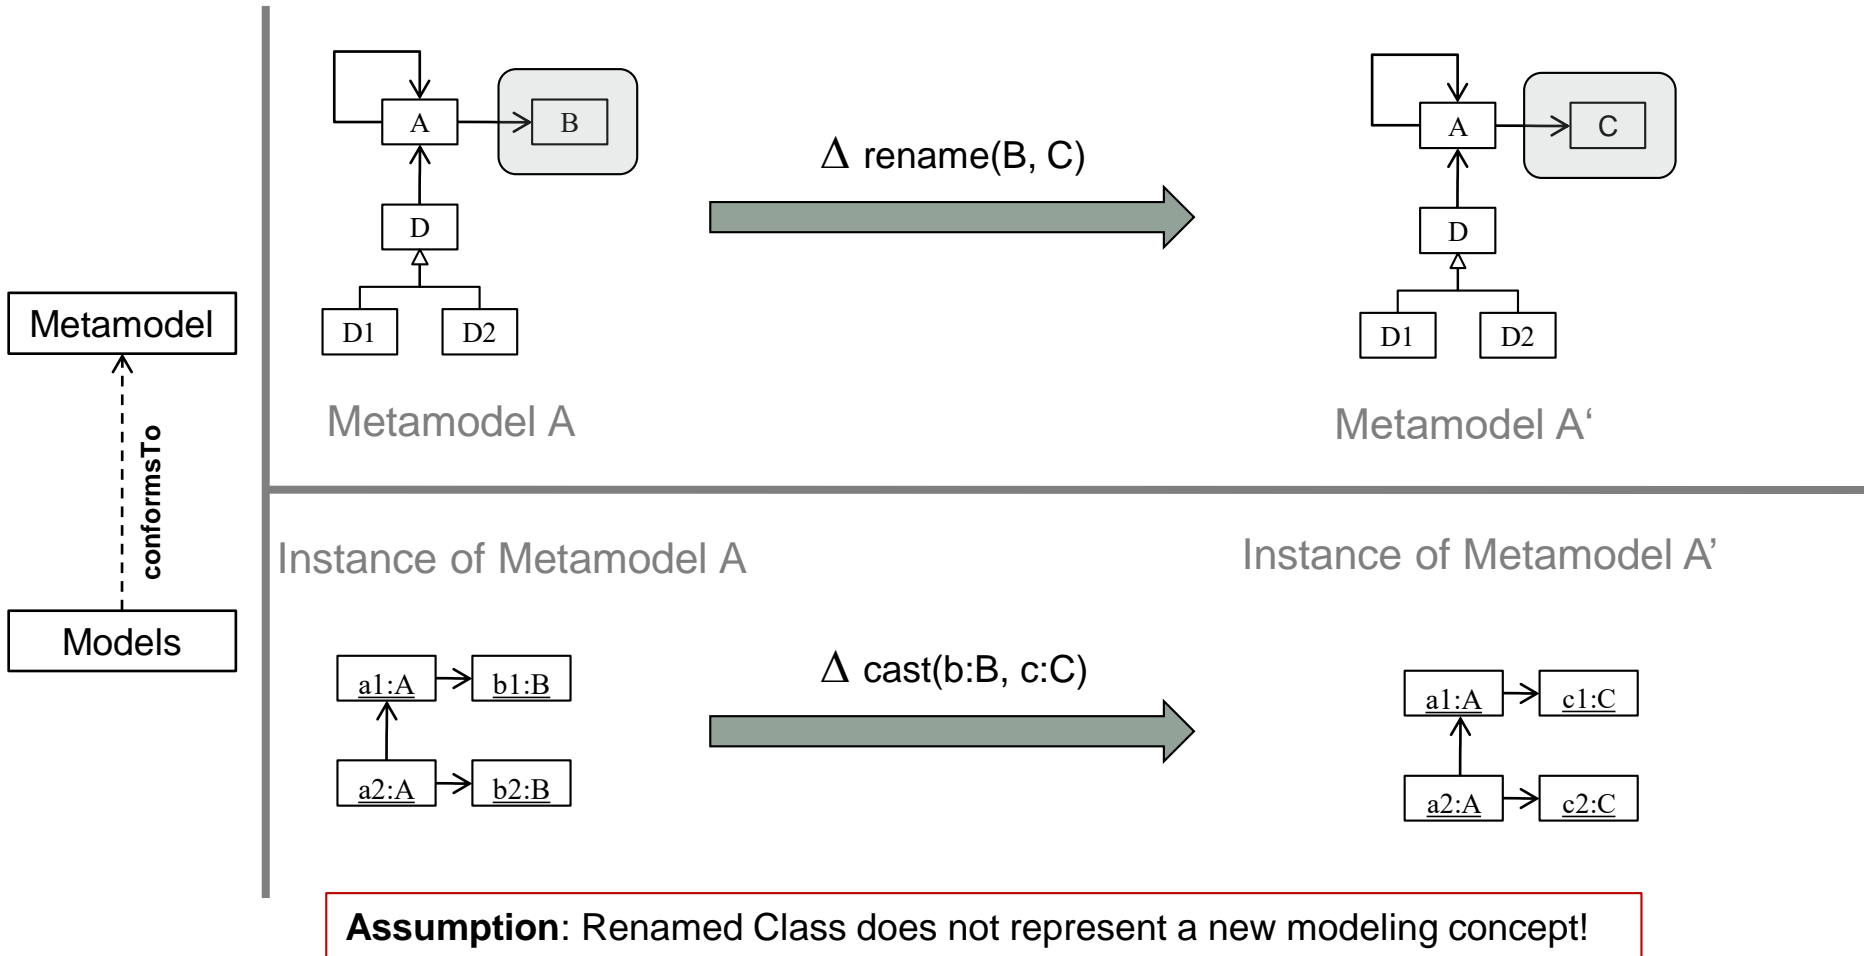 Metamodel
conformsTo
Models
A
B
D
D1 D2
Metamodel A
Δ rename(B, C)
A
C
D
D1 D2
Metamodel A‘
Instance of Metamodel A
a1:A b1:B
a2:A b2:B
Δ cast(b:B, c:C)
Instance of Metamodel A’
a1:A c1:C
a2:A c2:C
Assumption: Renamed Class does not represent a new modeling concept!